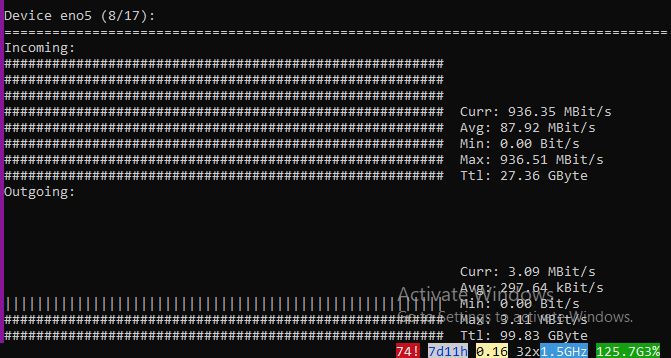 Device eno5 (8/17):
===================================================================================
Incoming:
#######################################################
#######################################################
#######################################################
####################################################### Curr: 936.35 MBit/s
####################################################### Avg: 87.92 MBit/s
####################################################### Min: 0.00 Bit/s
####################################################### Max: 936.51 MBit/s
####################################################### Ttl: 27.36 GByte
Outgoing:
Curr: 3.09 MBit/s
Avg: 297.64 kBit/s
||||||||||||||||||||||||||||||||||||||||||||||||||||||| Min: 0.00 Bit/s
####################################################### Max: 3.11 MBit/s
####################################################### Ttl: 99.83 GByte
Activate Windows
Go to Settings to activate Windows.
74! 7d11h 0.16 32x1.5GHz 125.7G3%